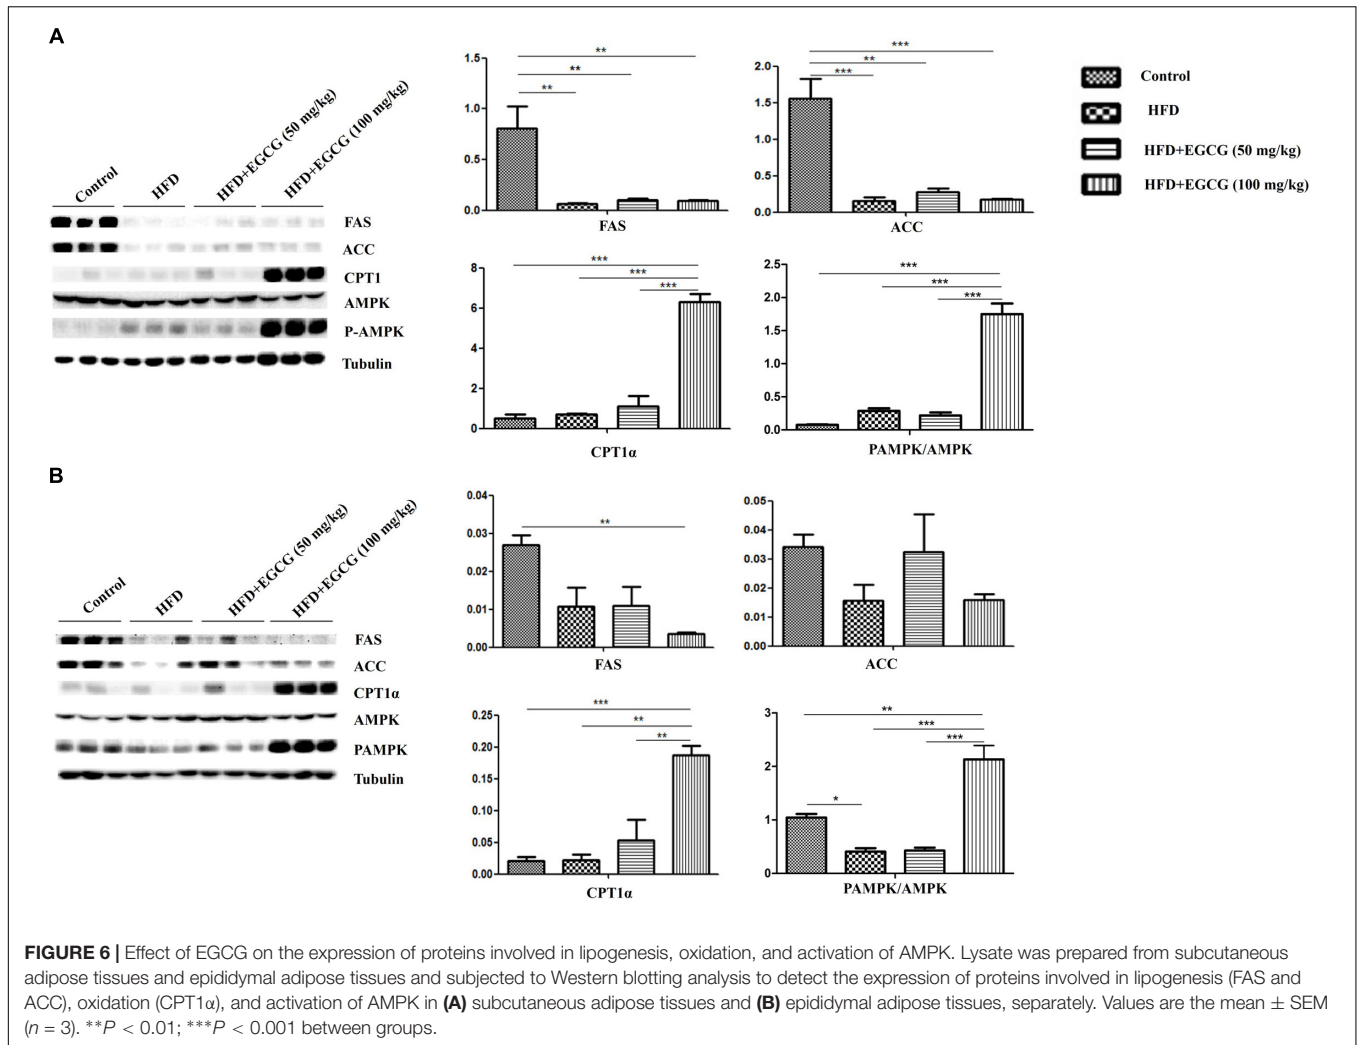 A
Control
HFD
HFD+EGCG (50 mg/kg)
HFD+EGCG (100 mg/kg)
FAS
ACC
CPT1
AMPK
P-AMPK
Tubulin
1.5
1.0
0.5
0.0
**
**
**
FAS
2.0
1.5
1.0
0.5
0.0
***
**
***
ACC
Control
HFD
HFD+EGCG (50 mg/kg)
HFD+EGCG (100 mg/kg)
8
6
4
2
0
***
***
***
CPT1α
2.5
2.0
1.5
1.0
0.5
0.0
***
***
***
PAMPK/AMPK
B
Control
HFD
HFD+EGCG (50 mg/kg)
HFD+EGCG (100 mg/kg)
FAS
ACC
CPT1α
AMPK
PAMPK
Tubulin
0.04
0.03
0.02
0.01
0.00
**
FAS
0.05
0.04
0.03
0.02
0.01
0.00
ACC
0.25
0.20
0.15
0.10
0.05
0.00
***
**
**
CPT1α
3
2
1
0
**
***
***
*
PAMPK/AMPK
FIGURE 6 | Effect of EGCG on the expression of proteins involved in lipogenesis, oxidation, and activation of AMPK. Lysate was prepared from subcutaneous
adipose tissues and epididymal adipose tissues and subjected to Western blotting analysis to detect the expression of proteins involved in lipogenesis (FAS and
ACC), oxidation (CPT1α), and activation of AMPK in (A) subcutaneous adipose tissues and (B) epididymal adipose tissues, separately. Values are the mean ± SEM
(n = 3). **P < 0.01; ***P < 0.001 between groups.